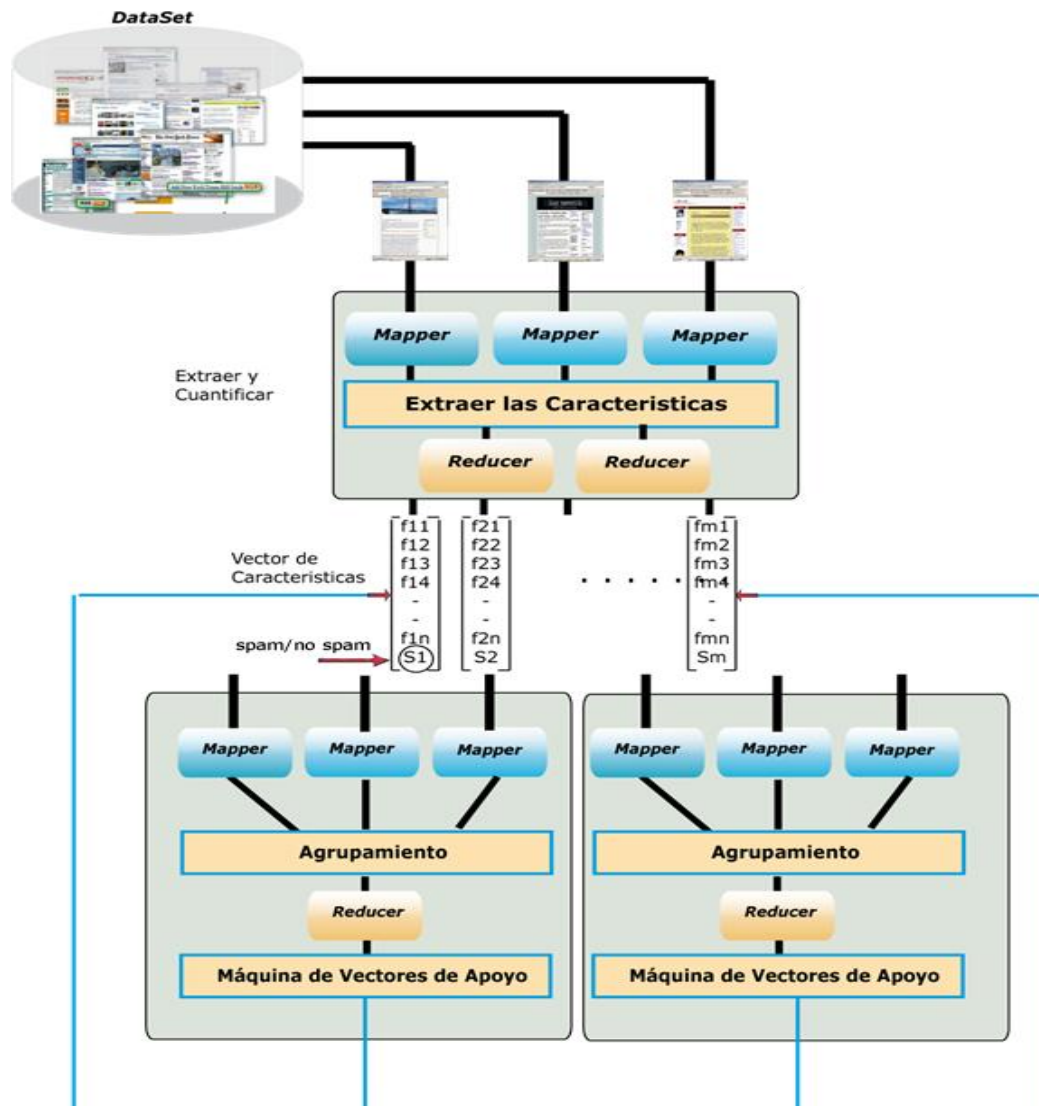 DataSet
Mapper
Mapper
Mapper
Extraer y
Cuantificar
Extraer las Caracteristicas
Reducer
Reducer
f11
f12
f13
f14
-
-
f1n
S1
f21
f22
f23
f24
-
-
f2n
S2
. . . . . . .
fm1
fm2
fm3
fm4
-
-
fmn
Sm
Vector de
Caracteristicas
spam/no spam
Mapper
Mapper
Mapper
Agrupamiento
Reducer
Máquina de Vectores de Apoyo
Mapper
Mapper
Mapper
Agrupamiento
Reducer
Máquina de Vectores de Apoyo